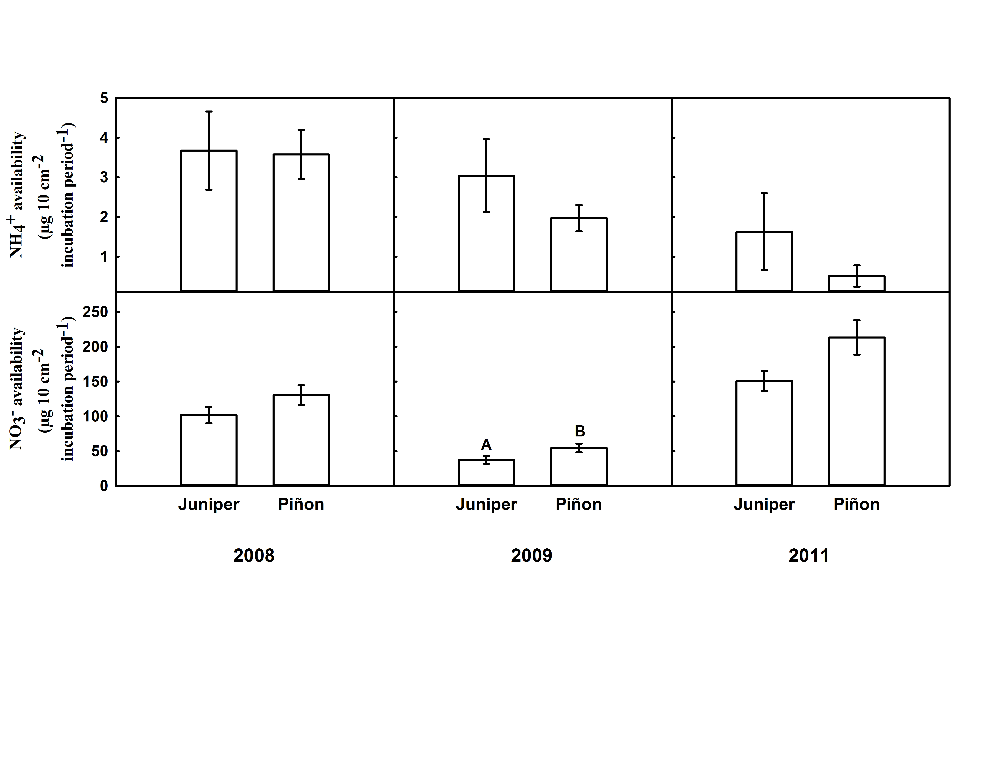 NH4+ availability
(µg 10 cm-2
incubation period-1)
5
4
3
2
1
NO3- availability
(µg 10 cm-2
incubation period-1)
250
200
150
100
50
0
A
B
Juniper Piñon Juniper Piñon Juniper Piñon
2008 2009 2011